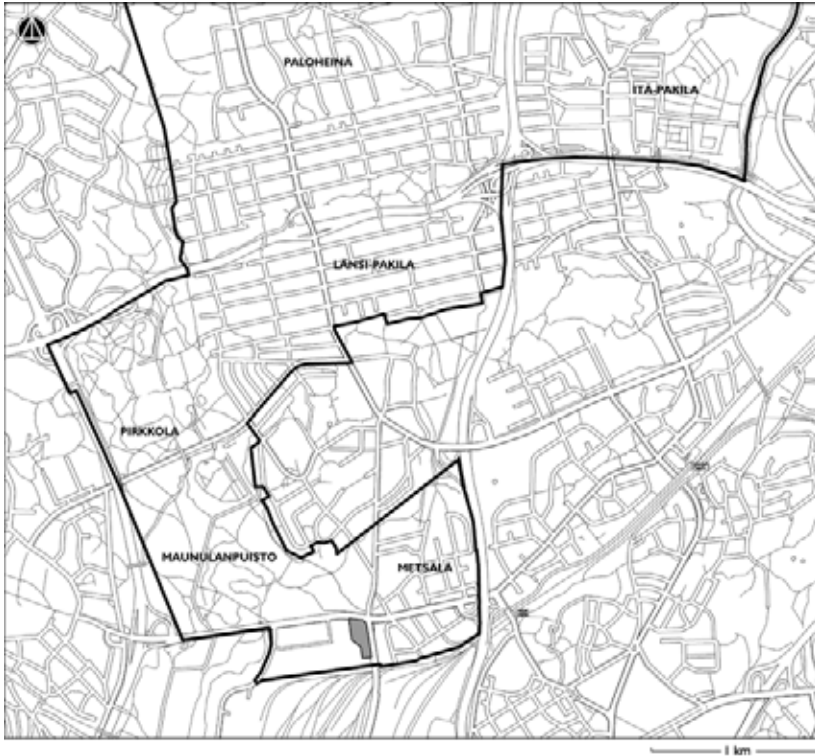 PALOHEINÄ
ITÄ-PAKILA
LÄNSI-PAKILA
PIRKKOLA
MAUNULANPUISTO
METSÄLÄ
1 km